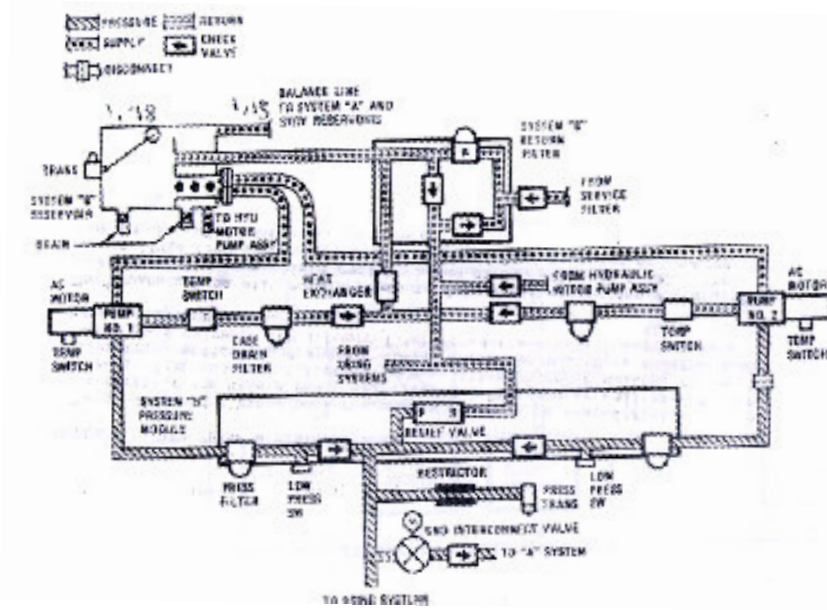 PRESSURE
RETURN
SUPPLY
CHECK
VALVE
DISCONNECT
BALANCE LINE
TO SYSTEM "A" AND
RESERVOIRS
TRANS
SYSTEM "B"
RESERVOIR
DRAIN
TO HYD
MOTOR
PUMP ASSY
SYSTEM "B"
RETURN
FILTER
FROM
SERVICE
FILTER
AC
MOTOR
TEMP
SWITCH
HEAT
EXCHANGER
FROM HYDRAULIC
MOTOR PUMP ASSY
AC
MOTOR
PUMP
NO. 1
PUMP
NO. 2
TEMP
SWITCH
CASE
DRAIN
FILTER
FROM
USING
SYSTEMS
TEMP
SWITCH
TEMP
SWITCH
SYSTEM "B"
PRESSURE
MODULE
RELIEF VALVE
PRESS
FILTER
LOW
PRESS
SW
RESTRICTOR
PRESS
TRANS
LOW
PRESS
SW
GND INTERCONNECT VALVE
TO "A" SYSTEM
TO USING SYSTEMS